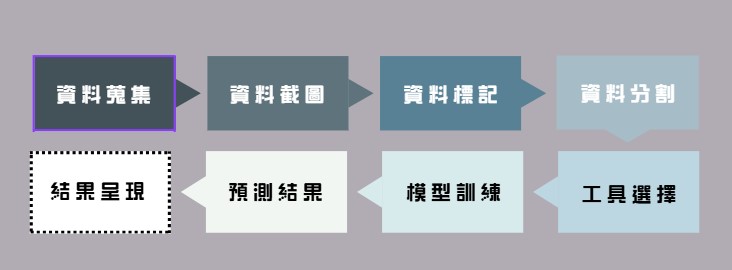 資料蒐集
資料截圖
資料標記
資料分割
工具選擇
模型訓練
預測結果
結果呈現